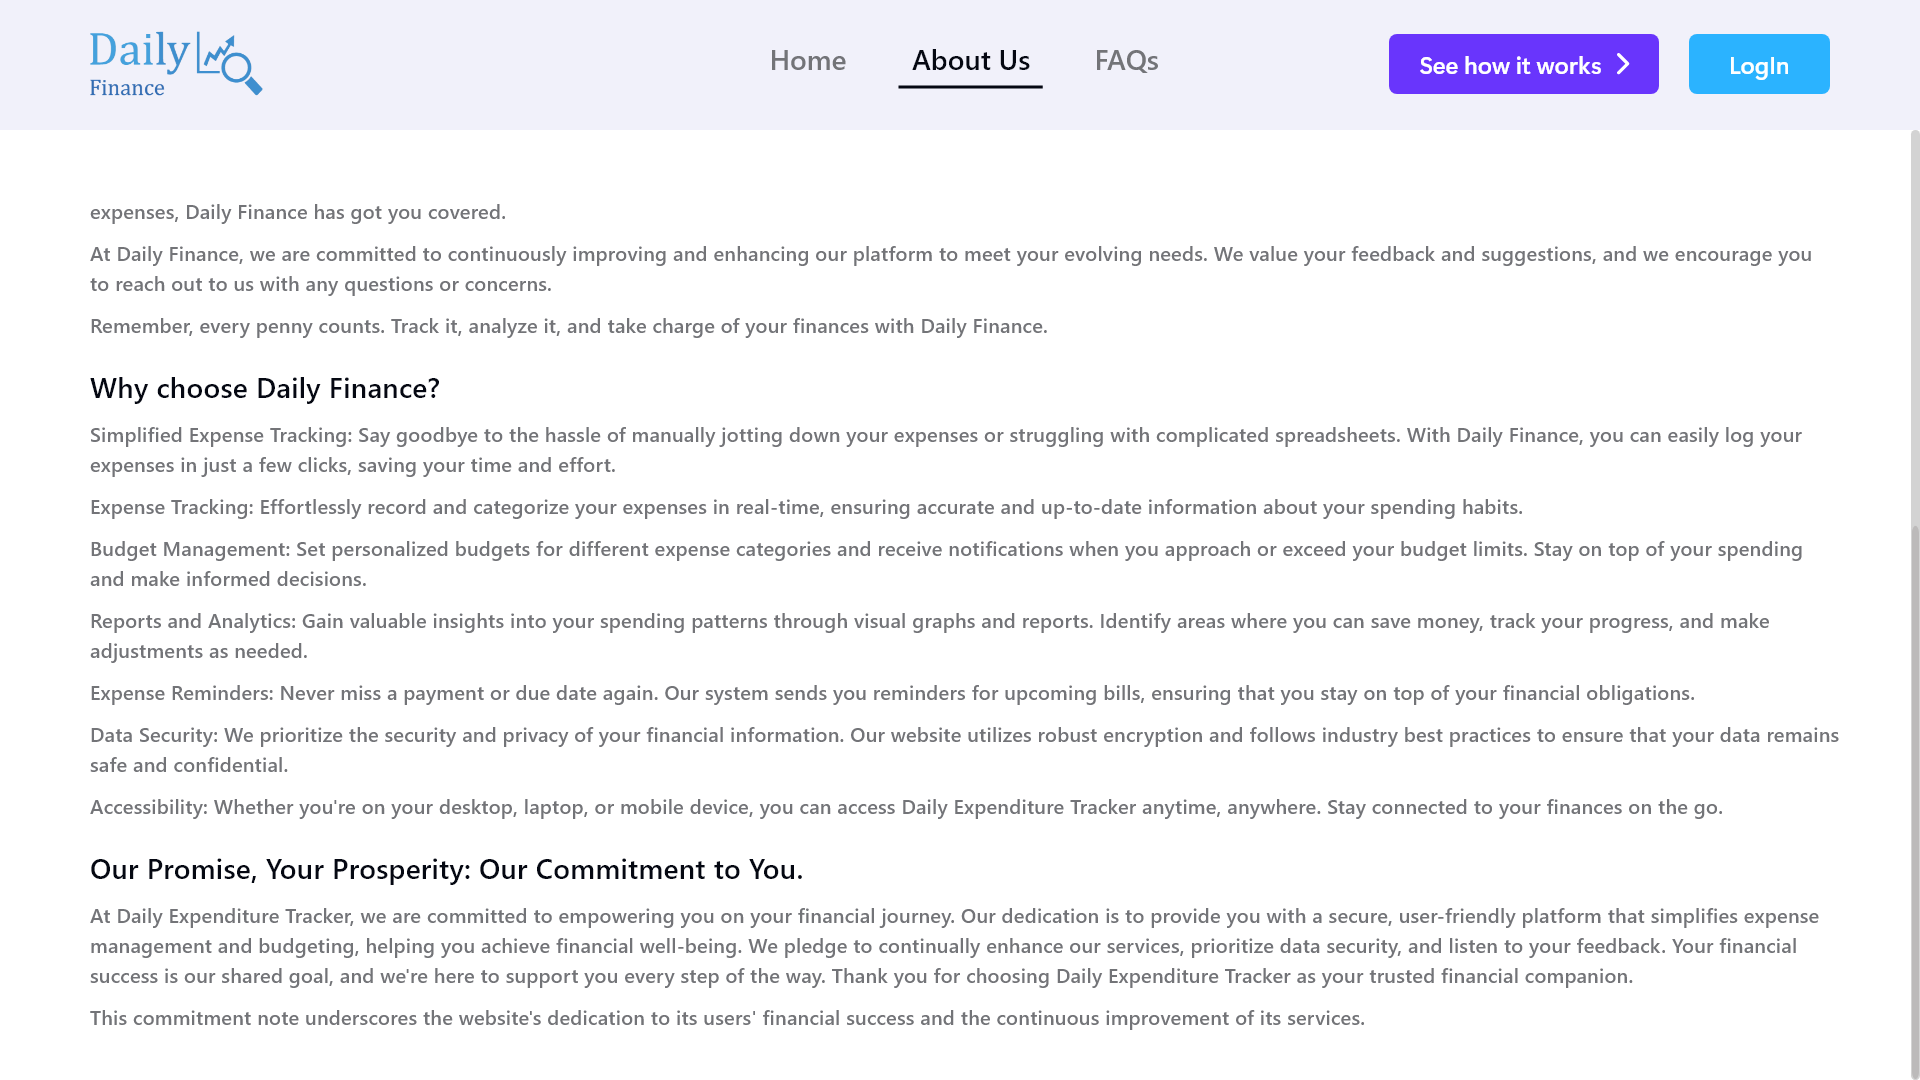 Daily
Finance
Home
About Us
FAQs
See how it works
LogIn
expenses, Daily Finance has got you covered.
At Daily Finance, we are committed to continuously improving and enhancing our platform to meet your evolving needs. We value your feedback and suggestions, and we encourage you
to reach out to us with any questions or concerns.
Remember, every penny counts. Track it, analyze it, and take charge of your finances with Daily Finance.
Why choose Daily Finance?
Simplified Expense Tracking: Say goodbye to the hassle of manually jotting down your expenses or struggling with complicated spreadsheets. With Daily Finance, you can easily log your
expenses in just a few clicks, saving your time and effort.
Expense Tracking: Effortlessly record and categorize your expenses in real-time, ensuring accurate and up-to-date information about your spending habits.
Budget Management: Set personalized budgets for different expense categories and receive notifications when you approach or exceed your budget limits. Stay on top of your spending
and make informed decisions.
Reports and Analytics: Gain valuable insights into your spending patterns through visual graphs and reports. Identify areas where you can save money, track your progress, and make
adjustments as needed.
Expense Reminders: Never miss a payment or due date again. Our system sends you reminders for upcoming bills, ensuring that you stay on top of your financial obligations.
Data Security: We prioritize the security and privacy of your financial information. Our website utilizes robust encryption and follows industry best practices to ensure that your data remains
safe and confidential.
Accessibility: Whether you're on your desktop, laptop, or mobile device, you can access Daily Expenditure Tracker anytime, anywhere. Stay connected to your finances on the go.
Our Promise, Your Prosperity: Our Commitment to You.
At Daily Expenditure Tracker, we are committed to empowering you on your financial journey. Our dedication is to provide you with a secure, user-friendly platform that simplifies expense
management and budgeting, helping you achieve financial well-being. We pledge to continually enhance our services, prioritize data security, and listen to your feedback. Your financial
success is our shared goal, and we're here to support you every step of the way. Thank you for choosing Daily Expenditure Tracker as your trusted financial companion.
This commitment note underscores the website's dedication to its users' financial success and the continuous improvement of its services.